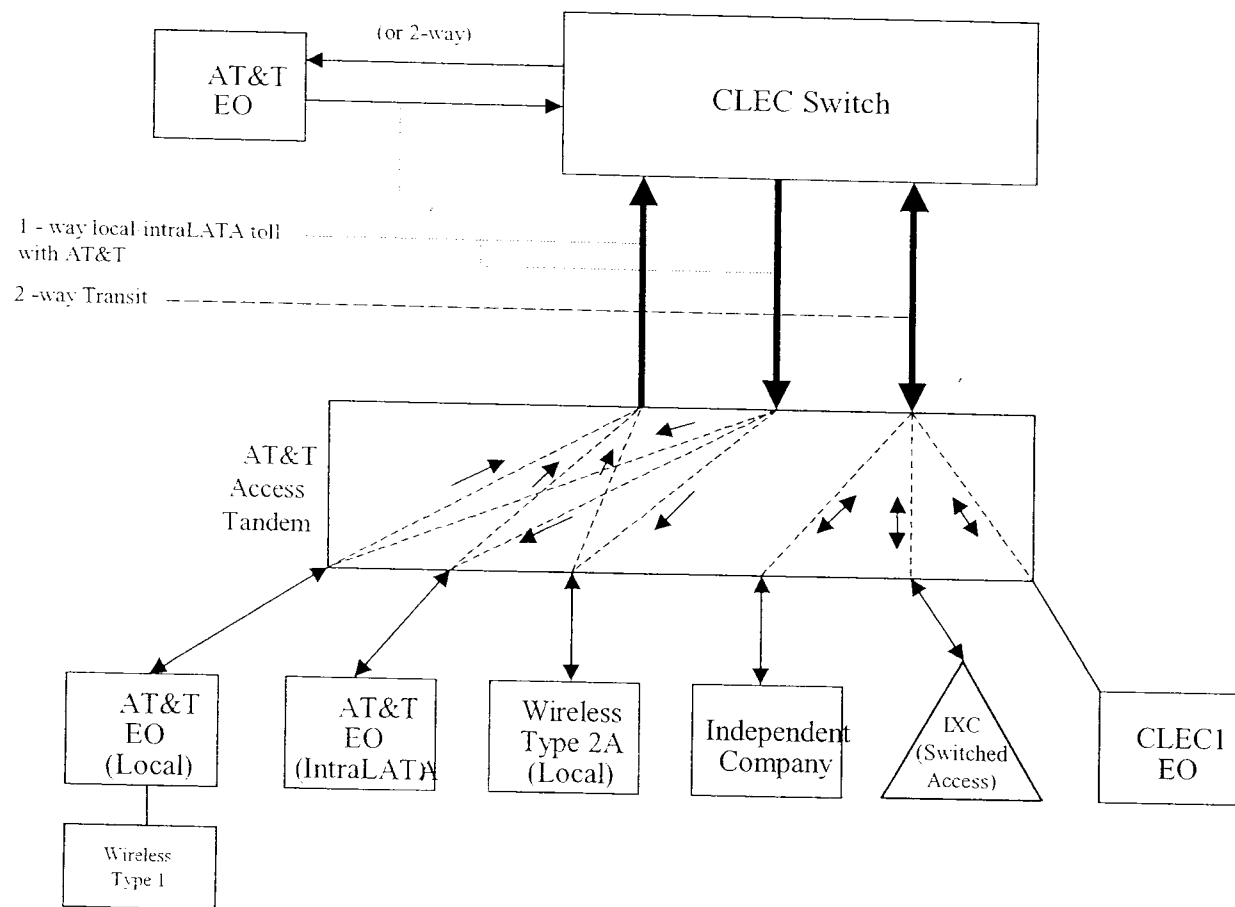 (or 2-way)
AT&T
EO
CLEC Switch
1 - way local intraLATA toll
with AT&T
2 -way Transit
AT&T
Access
Tandem
AT&T
EO
(Local)
AT&T
EO
(IntraLATA)
Wireless
Type 2A
(Local)
Independent
Company
IXC
(Switched
Access)
CLEC1
EO
Wireless
Type 1